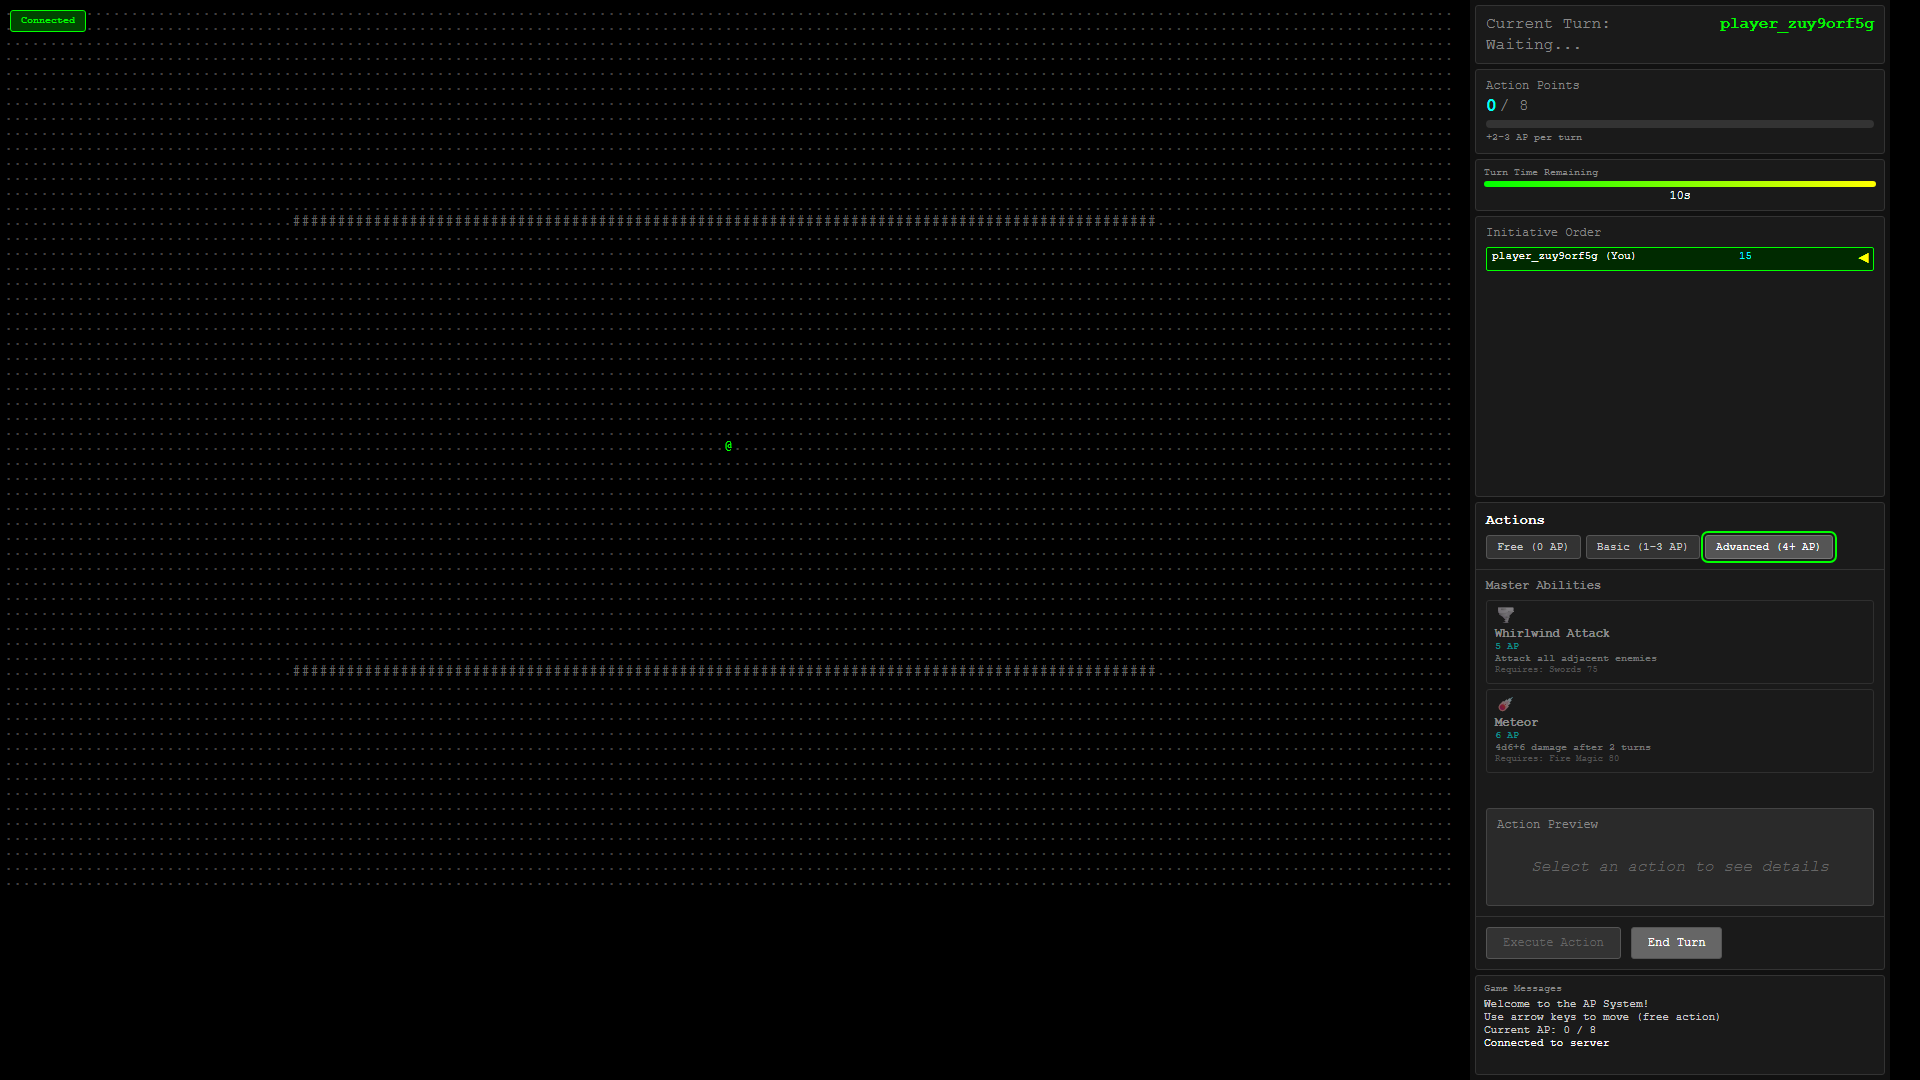 Connected
@
Current Turn: player_zuy9orf5g
Waiting...
Action Points
0 / 8
+2-3 AP per turn
Turn Time Remaining
10s
Initiative Order
player_zuy9orf5g (You) 15 ◀
Actions
Free (0 AP) Basic (1-3 AP) Advanced (4+ AP)
Master Abilities
Whirlwind Attack
5 AP
Attack all adjacent enemies
Requires: Swords 75
Meteor
6 AP
4d6+6 damage after 2 turns
Requires: Fire Magic 80
Action Preview
Select an action to see details
Execute Action End Turn
Game Messages
Welcome to the AP System!
Use arrow keys to move (free action)
Current AP: 0 / 8
Connected to server